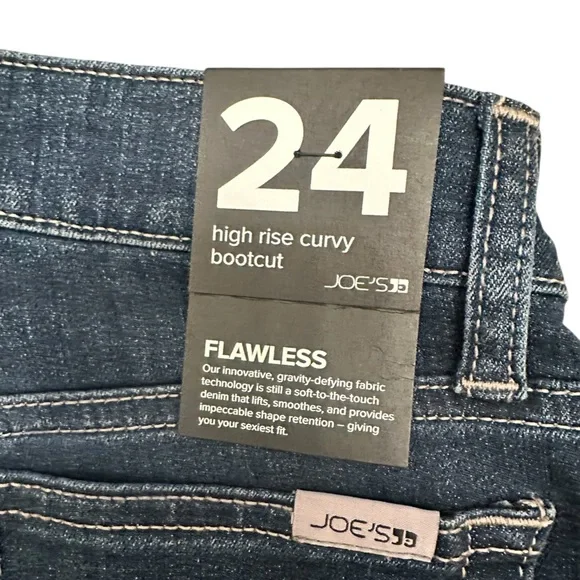 24
high rise curvy
bootcut
JOE'S
FLAWLESS
Our innovative, gravity-defying fabric
technology is still a soft-to-the-touch
denim that lifts, smoothes, and provides
impeccable shape retention – giving
you your sexiest fit.
JOE'S